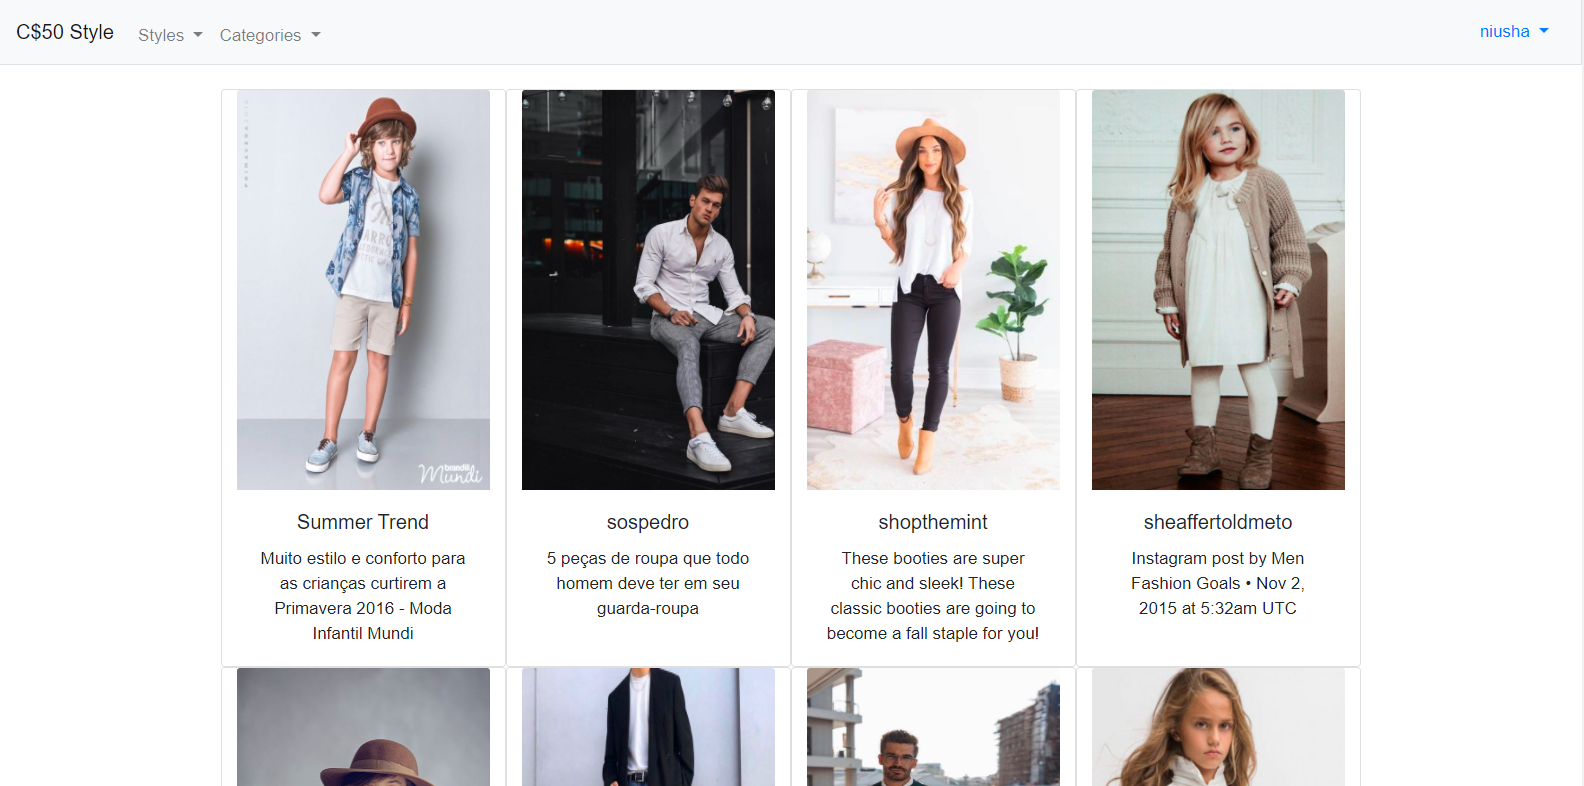 C$50 Style
Styles
Categories
niusha
PRIMAVERA
brandili
Mundi
Summer Trend
Muito estilo e conforto para
as crianças curtirem a
Primavera 2016 - Moda
Infantil Mundi
sospedro
5 peças de roupa que todo
homem deve ter em seu
guarda-roupa
shopthemint
These booties are super
chic and sleek! These
classic booties are going to
become a fall staple for you!
sheaffertoldmeto
Instagram post by Men
Fashion Goals • Nov 2,
2015 at 5:32am UTC